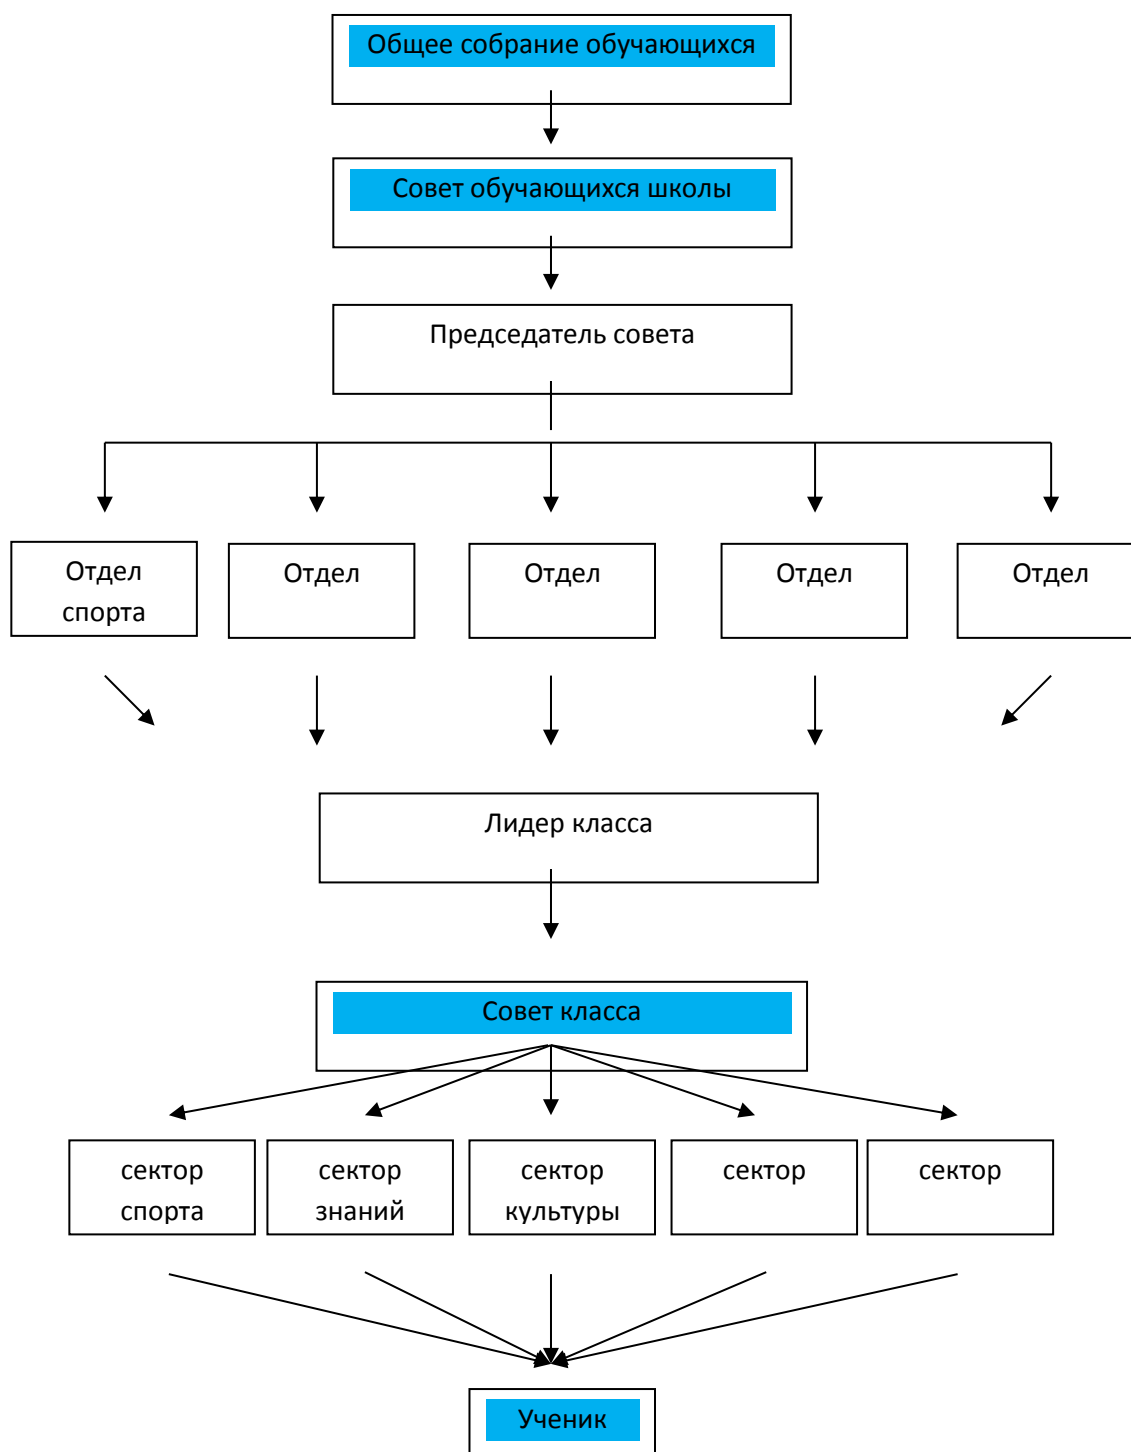 Общее собрание обучающихся
Совет обучающихся школы
Председатель совета
Отдел
спорта
Отдел
Отдел
Отдел
Отдел
Лидер класса
Совет класса
сектор
спорта
сектор
знаний
сектор
культуры
сектор
сектор
Ученик